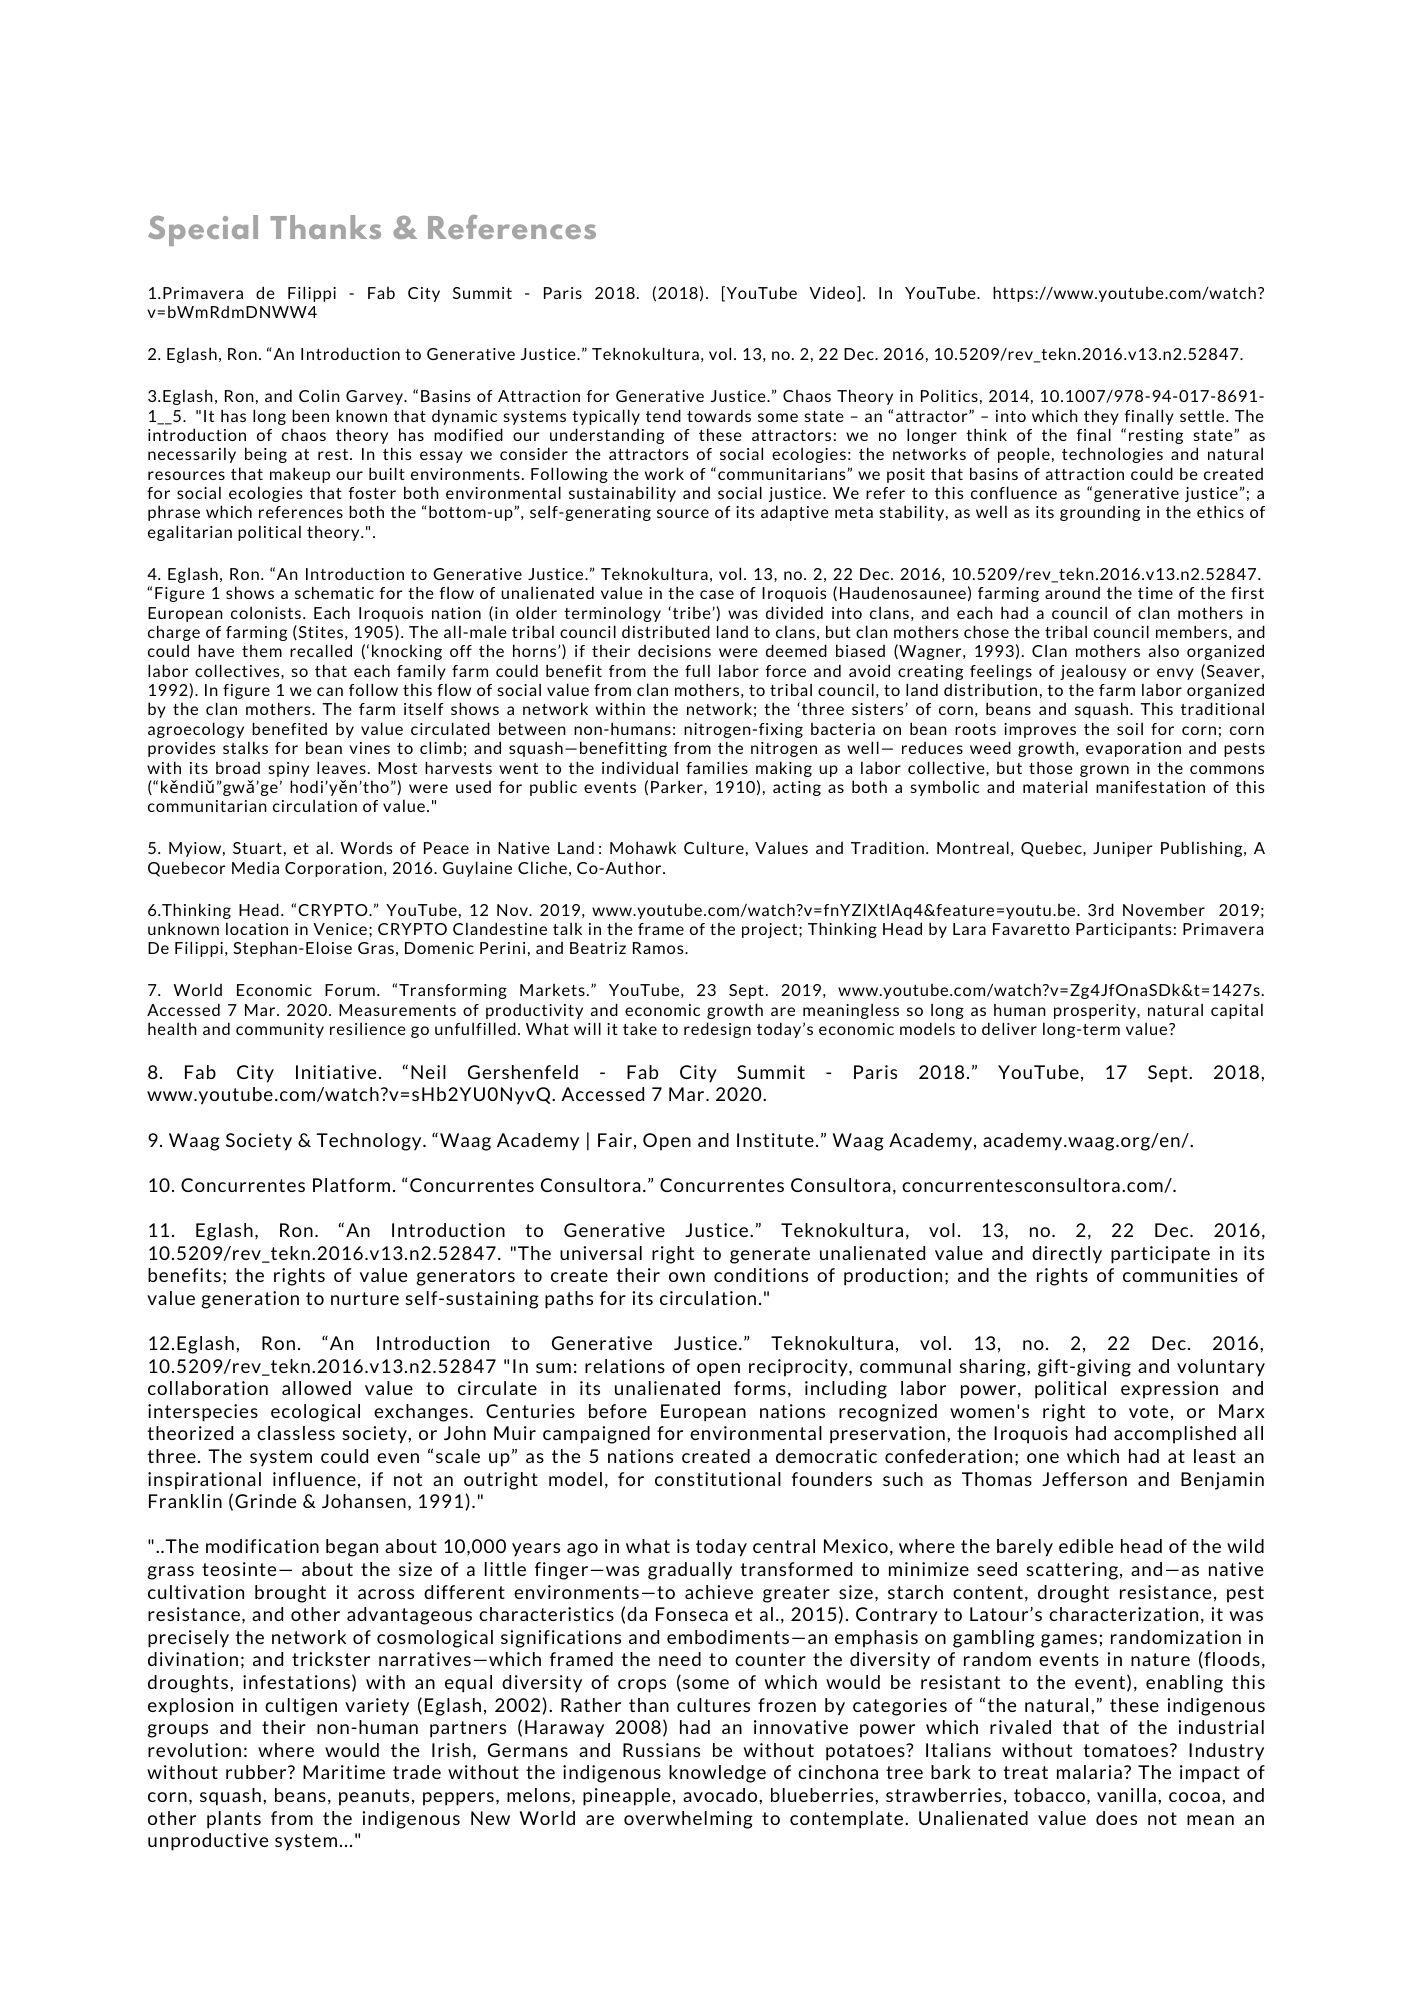 Special Thanks & References
1.Primavera de Filippi - Fab City Summit - Paris 2018. (2018). [YouTube Video]. In YouTube. https://www.youtube.com/watch?
v=bWmRdmDNWW4
2. Eglash, Ron. “An Introduction to Generative Justice.” Teknokultura, vol. 13, no. 2, 22 Dec. 2016, 10.5209/rev_tekn.2016.v13.n2.52847.
3.Eglash, Ron, and Colin Garvey. “Basins of Attraction for Generative Justice.” Chaos Theory in Politics, 2014, 10.1007/978-94-017-8691-
1__5. "It has long been known that dynamic systems typically tend towards some state – an “attractor” – into which they finally settle. The
introduction of chaos theory has modified our understanding of these attractors: we no longer think of the final “resting state” as
necessarily being at rest. In this essay we consider the attractors of social ecologies: the networks of people, technologies and natural
resources that makeup our built environments. Following the work of “communitarians” we posit that basins of attraction could be created
for social ecologies that foster both environmental sustainability and social justice. We refer to this confluence as “generative justice”; a
phrase which references both the “bottom-up”, self-generating source of its adaptive meta stability, as well as its grounding in the ethics of
egalitarian political theory.".
4. Eglash, Ron. “An Introduction to Generative Justice.” Teknokultura, vol. 13, no. 2, 22 Dec. 2016, 10.5209/rev_tekn.2016.v13.n2.52847.
“Figure 1 shows a schematic for the flow of unalienated value in the case of Iroquois (Haudenosaunee) farming around the time of the first
European colonists. Each Iroquois nation (in older terminology ‘tribe’) was divided into clans, and each had a council of clan mothers in
charge of farming (Stites, 1905). The all-male tribal council distributed land to clans, but clan mothers chose the tribal council members, and
could have them recalled (‘knocking off the horns’) if their decisions were deemed biased (Wagner, 1993). Clan mothers also organized
labor collectives, so that each family farm could benefit from the full labor force and avoid creating feelings of jealousy or envy (Seaver,
1992). In figure 1 we can follow this flow of social value from clan mothers, to tribal council, to land distribution, to the farm labor organized
by the clan mothers. The farm itself shows a network within the network; the ‘three sisters’ of corn, beans and squash. This traditional
agroecology benefited by value circulated between non-humans: nitrogen-fixing bacteria on bean roots improves the soil for corn; corn
provides stalks for bean vines to climb; and squash—benefitting from the nitrogen as well— reduces weed growth, evaporation and pests
with its broad spiny leaves. Most harvests went to the individual families making up a labor collective, but those grown in the commons
(“kĕndiŭ”gwă’ge’ hodi’yĕn’tho”) were used for public events (Parker, 1910), acting as both a symbolic and material manifestation of this
communitarian circulation of value."
5. Myiow, Stuart, et al. Words of Peace in Native Land : Mohawk Culture, Values and Tradition. Montreal, Quebec, Juniper Publishing, A
Quebecor Media Corporation, 2016. Guylaine Cliche, Co-Author.
6.Thinking Head. “CRYPTO.” YouTube, 12 Nov. 2019, www.youtube.com/watch?v=fnYZlXtlAq4&feature=youtu.be. 3rd November 2019;
unknown location in Venice; CRYPTO Clandestine talk in the frame of the project; Thinking Head by Lara Favaretto Participants: Primavera
De Filippi, Stephan-Eloise Gras, Domenic Perini, and Beatriz Ramos.
7. World Economic Forum. “Transforming Markets.” YouTube, 23 Sept. 2019, www.youtube.com/watch?v=Zg4JfOnaSDk&t=1427s.
Accessed 7 Mar. 2020. Measurements of productivity and economic growth are meaningless so long as human prosperity, natural capital
health and community resilience go unfulfilled. What will it take to redesign today’s economic models to deliver long-term value?
8. Fab City Initiative. “Neil Gershenfeld - Fab City Summit - Paris 2018.” YouTube, 17 Sept. 2018,
www.youtube.com/watch?v=sHb2YU0NyvQ. Accessed 7 Mar. 2020.
9. Waag Society & Technology. “Waag Academy | Fair, Open and Institute.” Waag Academy, academy.waag.org/en/.
10. Concurrentes Platform. “Concurrentes Consultora.” Concurrentes Consultora, concurrentesconsultora.com/.
11. Eglash, Ron. “An Introduction to Generative Justice.” Teknokultura, vol. 13, no. 2, 22 Dec. 2016,
10.5209/rev_tekn.2016.v13.n2.52847. "The universal right to generate unalienated value and directly participate in its
benefits; the rights of value generators to create their own conditions of production; and the rights of communities of
value generation to nurture self-sustaining paths for its circulation."
12.Eglash, Ron. “An Introduction to Generative Justice.” Teknokultura, vol. 13, no. 2, 22 Dec. 2016,
10.5209/rev_tekn.2016.v13.n2.52847 "In sum: relations of open reciprocity, communal sharing, gift-giving and voluntary
collaboration allowed value to circulate in its unalienated forms, including labor power, political expression and
interspecies ecological exchanges. Centuries before European nations recognized women's right to vote, or Marx
theorized a classless society, or John Muir campaigned for environmental preservation, the Iroquois had accomplished all
three. The system could even “scale up” as the 5 nations created a democratic confederation; one which had at least an
inspirational influence, if not an outright model, for constitutional founders such as Thomas Jefferson and Benjamin
Franklin (Grinde & Johansen, 1991)."
"..The modification began about 10,000 years ago in what is today central Mexico, where the barely edible head of the wild
grass teosinte— about the size of a little finger—was gradually transformed to minimize seed scattering, and—as native
cultivation brought it across different environments—to achieve greater size, starch content, drought resistance, pest
resistance, and other advantageous characteristics (da Fonseca et al., 2015). Contrary to Latour’s characterization, it was
precisely the network of cosmological significations and embodiments—an emphasis on gambling games; randomization in
divination; and trickster narratives—which framed the need to counter the diversity of random events in nature (floods,
droughts, infestations) with an equal diversity of crops (some of which would be resistant to the event), enabling this
explosion in cultigen variety (Eglash, 2002). Rather than cultures frozen by categories of “the natural,” these indigenous
groups and their non-human partners (Haraway 2008) had an innovative power which rivaled that of the industrial
revolution: where would the Irish, Germans and Russians be without potatoes? Italians without tomatoes? Industry
without rubber? Maritime trade without the indigenous knowledge of cinchona tree bark to treat malaria? The impact of
corn, squash, beans, peanuts, peppers, melons, pineapple, avocado, blueberries, strawberries, tobacco, vanilla, cocoa, and
other plants from the indigenous New World are overwhelming to contemplate. Unalienated value does not mean an
unproductive system..."